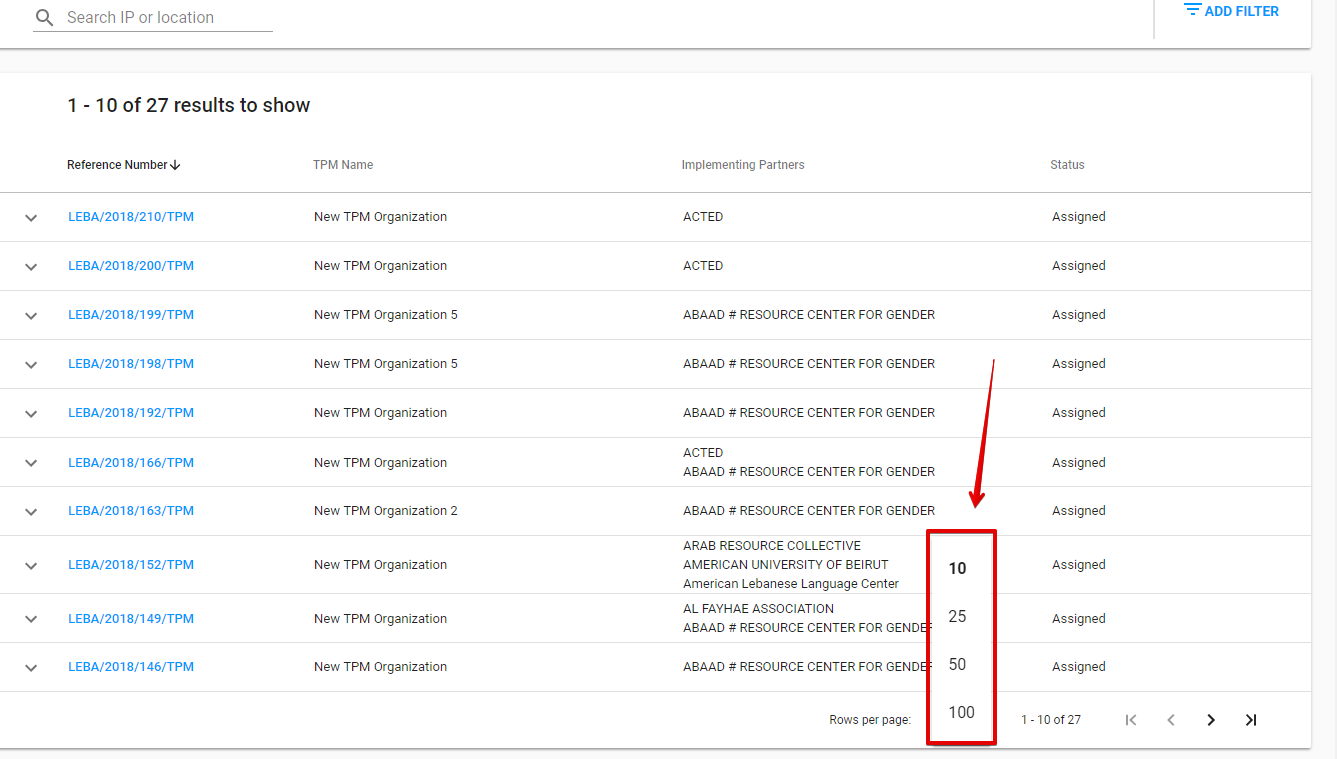 Search IP or location
ADD FILTER
1 - 10 of 27 results to show
Reference Number TPM Name Implementing Partners Status
LEBA/2018/210/TPM New TPM Organization ACTED Assigned
LEBA/2018/200/TPM New TPM Organization ACTED Assigned
LEBA/2018/199/TPM New TPM Organization 5 ABAAD # RESOURCE CENTER FOR GENDER Assigned
LEBA/2018/198/TPM New TPM Organization 5 ABAAD # RESOURCE CENTER FOR GENDER Assigned
LEBA/2018/192/TPM New TPM Organization ABAAD # RESOURCE CENTER FOR GENDER Assigned
LEBA/2018/166/TPM New TPM Organization ACTED
ABAAD # RESOURCE CENTER FOR GENDER Assigned
LEBA/2018/163/TPM New TPM Organization 2 ABAAD # RESOURCE CENTER FOR GENDER Assigned
LEBA/2018/152/TPM New TPM Organization ARAB RESOURCE COLLECTIVE
AMERICAN UNIVERSITY OF BEIRUT
American Lebanese Language Center Assigned
LEBA/2018/149/TPM New TPM Organization AL FAYHAE ASSOCIATION
ABAAD # RESOURCE CENTER FOR GENDER Assigned
LEBA/2018/146/TPM New TPM Organization ABAAD # RESOURCE CENTER FOR GENDER Assigned
10
25
50
100
Rows per page: 1 - 10 of 27